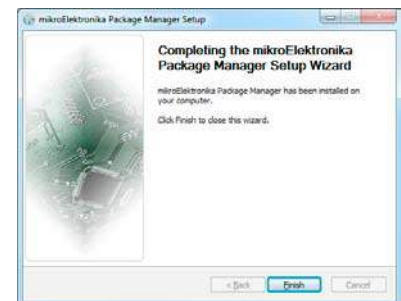 mikroElektronika Package Manager Setup
Completing the mikroElektronika
Package Manager Setup Wizard
mikroElektronika Package Manager has been installed on
your computer.
Click Finish to close this wizard.
< Back
Finish
Cancel